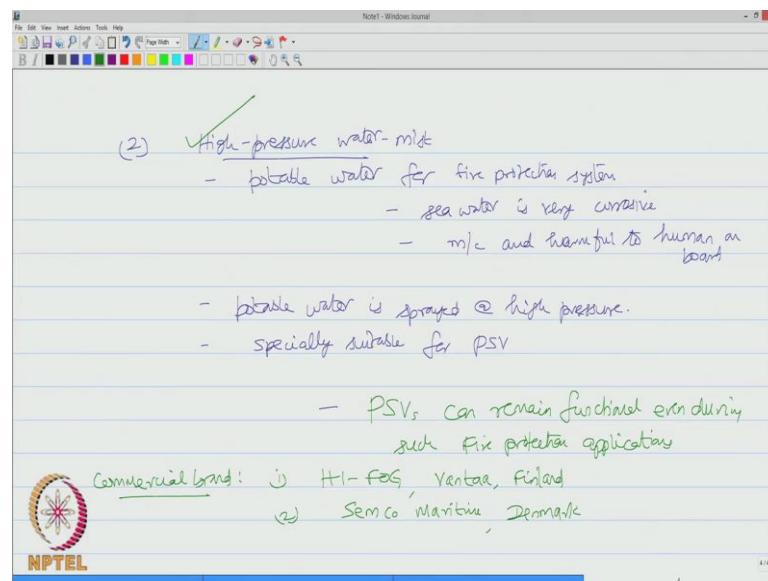 Note1 - Windows Journal
File Edit View Insert Actions Tools Help
Page Width
B I
(2) High-pressure water-mist
- potable water for fire protection system
- sea water is very corrosive
- m/c and harmful to human on board
- potable water is sprayed @ high pressure.
- specially suitable for PSV
- PSVs can remain functional even during
such fire protection applications
Commercial brand: 1) HI-FOG, Vantaa, Finland
(2) Semco Maritime, Denmark
NPTEL
4/4